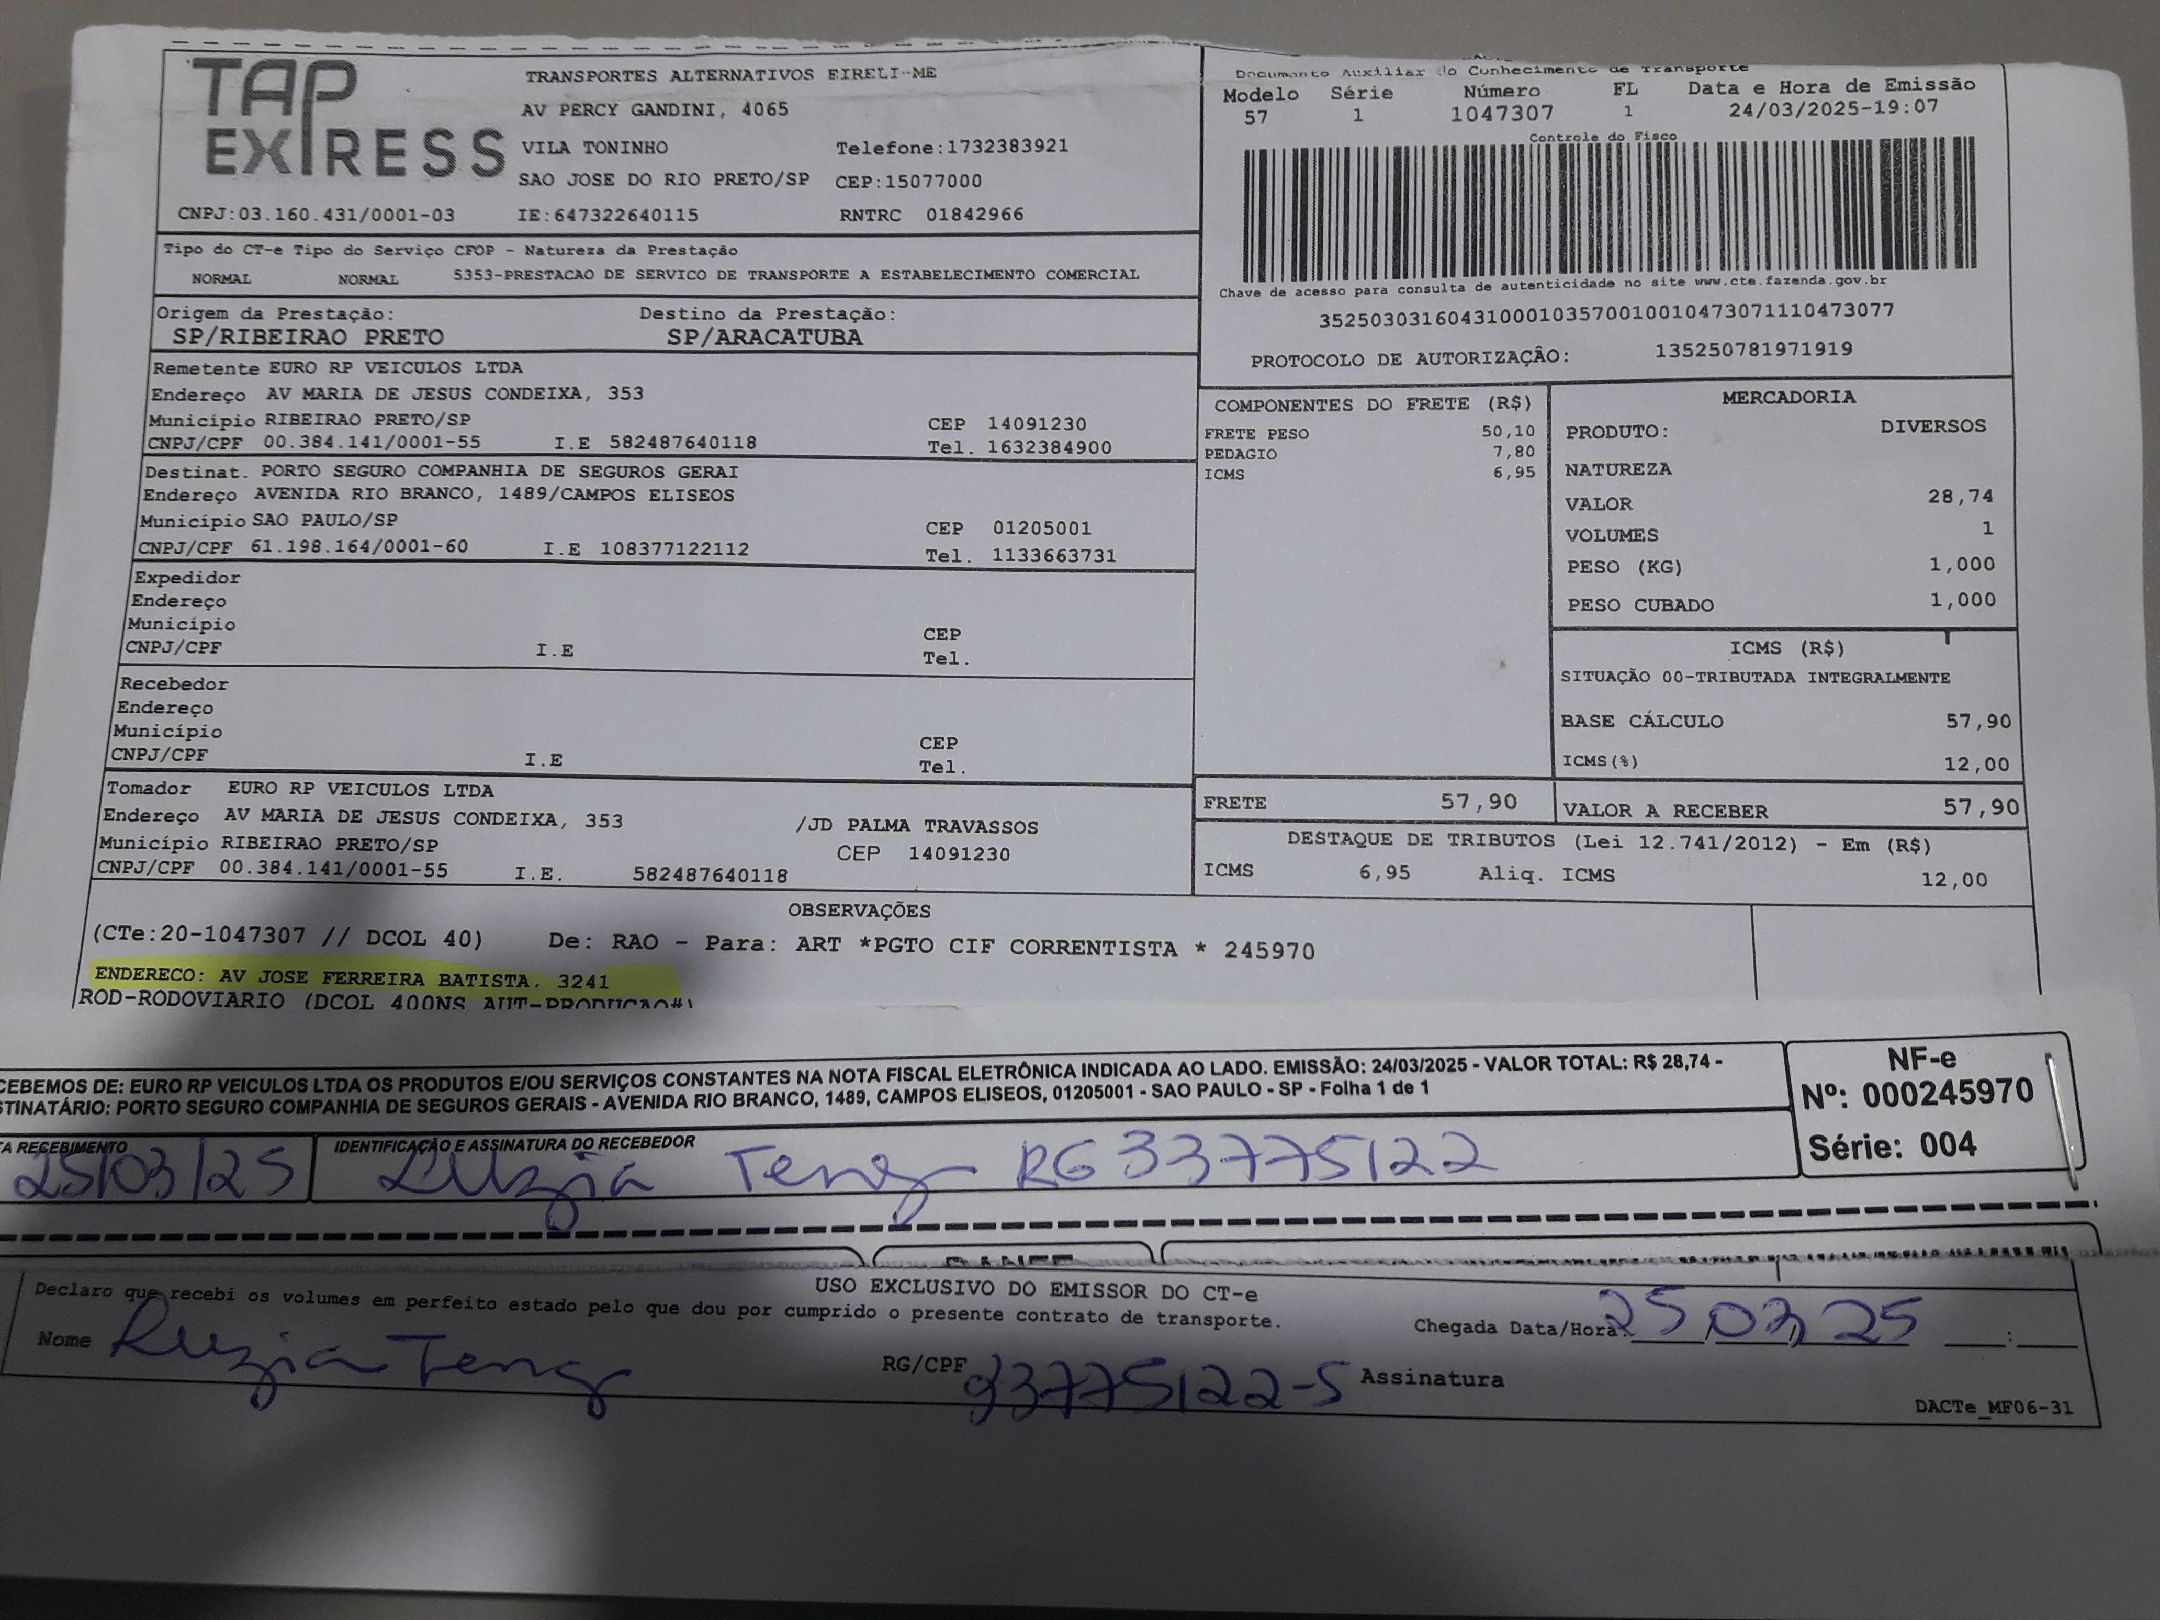 TAP EXPRESS
TRANSPORTES ALTERNATIVOS EIRELI-ME
AV PERCY GANDINI, 4065
VILA TONINHO Telefone:1732383921
SAO JOSE DO RIO PRETO/SP CEP:15077000
CNPJ:03.160.431/0001-03 IE:647322640115 RNTRC 01842966
Documento Auxiliar do Conhecimento de Transporte
Modelo Série Número FL Data e Hora de Emissão
57 1 1047307 1 24/03/2025-19:07
Controle do Fisco
Chave de acesso para consulta de autenticidade no site www.cte.fazenda.gov.br
35250303160431000103570010010473071110473077
PROTOCOLO DE AUTORIZAÇÃO: 135250781971919
Tipo do CT-e Tipo do Serviço CFOP - Natureza da Prestação
NORMAL NORMAL 5353-PRESTACAO DE SERVICO DE TRANSPORTE A ESTABELECIMENTO COMERCIAL
Origem da Prestação: Destino da Prestação:
SP/RIBEIRAO PRETO SP/ARACATUBA
Remetente EURO RP VEICULOS LTDA
Endereço AV MARIA DE JESUS CONDEIXA, 353
Município RIBEIRAO PRETO/SP CEP 14091230
CNPJ/CPF 00.384.141/0001-55 I.E 582487640118 Tel. 1632384900
Destinat. PORTO SEGURO COMPANHIA DE SEGUROS GERAI
Endereço AVENIDA RIO BRANCO, 1489/CAMPOS ELISEOS
Município SAO PAULO/SP CEP 01205001
CNPJ/CPF 61.198.164/0001-60 I.E 108377122112 Tel. 1133663731
Expedidor
Endereço
Município CEP
CNPJ/CPF I.E Tel.
Recebedor
Endereço
Município CEP
CNPJ/CPF I.E Tel.
Tomador EURO RP VEICULOS LTDA
Endereço AV MARIA DE JESUS CONDEIXA, 353 /JD PALMA TRAVASSOS
Município RIBEIRAO PRETO/SP CEP 14091230
CNPJ/CPF 00.384.141/0001-55 I.E. 582487640118
COMPONENTES DO FRETE (R$)
FRETE PESO 50,10
PEDAGIO 7,80
ICMS 6,95
MERCADORIA
PRODUTO: DIVERSOS
NATUREZA
VALOR 28,74
VOLUMES 1
PESO (KG) 1,000
PESO CUBADO 1,000
ICMS (R$)
SITUAÇÃO 00-TRIBUTADA INTEGRALMENTE
BASE CÁLCULO 57,90
ICMS(%) 12,00
FRETE 57,90 VALOR A RECEBER 57,90
DESTAQUE DE TRIBUTOS (Lei 12.741/2012) - Em (R$)
ICMS 6,95 Aliq. ICMS 12,00
OBSERVAÇÕES
(CTe:20-1047307 // DCOL 40) De: RAO - Para: ART *PGTO CIF CORRENTISTA * 245970
ENDERECO: AV JOSE FERREIRA BATISTA. 3241
ROD-RODOVIARIO (DCOL 400NS AUT-PRODUCAO#)
CEBEMOS DE: EURO RP VEICULOS LTDA OS PRODUTOS E/OU SERVIÇOS CONSTANTES NA NOTA FISCAL ELETRÔNICA INDICADA AO LADO. EMISSÃO: 24/03/2025 - VALOR TOTAL: R$ 28,74 -
STINATÁRIO: PORTO SEGURO COMPANHIA DE SEGUROS GERAIS - AVENIDA RIO BRANCO, 1489, CAMPOS ELISEOS, 01205001 - SAO PAULO - SP - Folha 1 de 1
NF-e
Nº: 000245970
Série: 004
TA RECEBIMENTO IDENTIFICAÇÃO E ASSINATURA DO RECEBEDOR
25/03/25 Luzia Teng RG 33775122
USO EXCLUSIVO DO EMISSOR DO CT-e
Declaro que recebi os volumes em perfeito estado pelo que dou por cumprido o presente contrato de transporte.
Chegada Data/Hora: 25/03/25 :
Nome Luzia Teng RG/CPF 33775122-5 Assinatura
DACTe_MF06-31